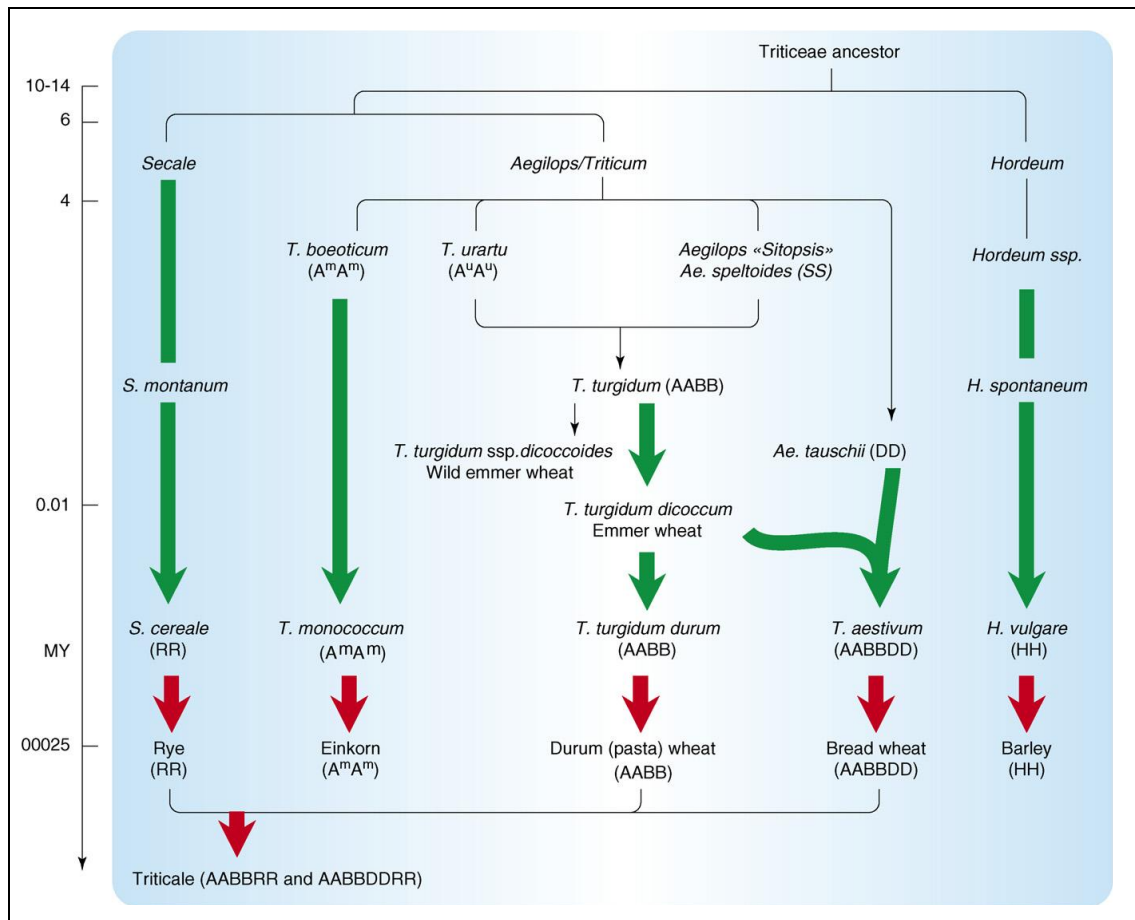 Triticeae ancestor
10-14
6
Secale
Aegilops/Triticum
Hordeum
4
T. boeoticum
(AᵐAᵐ)
T. urartu
(AᵘAᵘ)
Aegilops «Sitopsis»
Ae. speltoides (SS)
Hordeum ssp.
S. montanum
T. turgidum (AABB)
H. spontaneum
T. turgidum ssp.dicoccoides
Wild emmer wheat
Ae. tauschii (DD)
0.01
T. turgidum dicoccum
Emmer wheat
MY
S. cereale
(RR)
T. monococcum
(AᵐAᵐ)
T. turgidum durum
(AABB)
T. aestivum
(AABBDD)
H. vulgare
(HH)
00025
Rye
(RR)
Einkorn
(AᵐAᵐ)
Durum (pasta) wheat
(AABB)
Bread wheat
(AABBDD)
Barley
(HH)
Triticale (AABBRR and AABBDDRR)